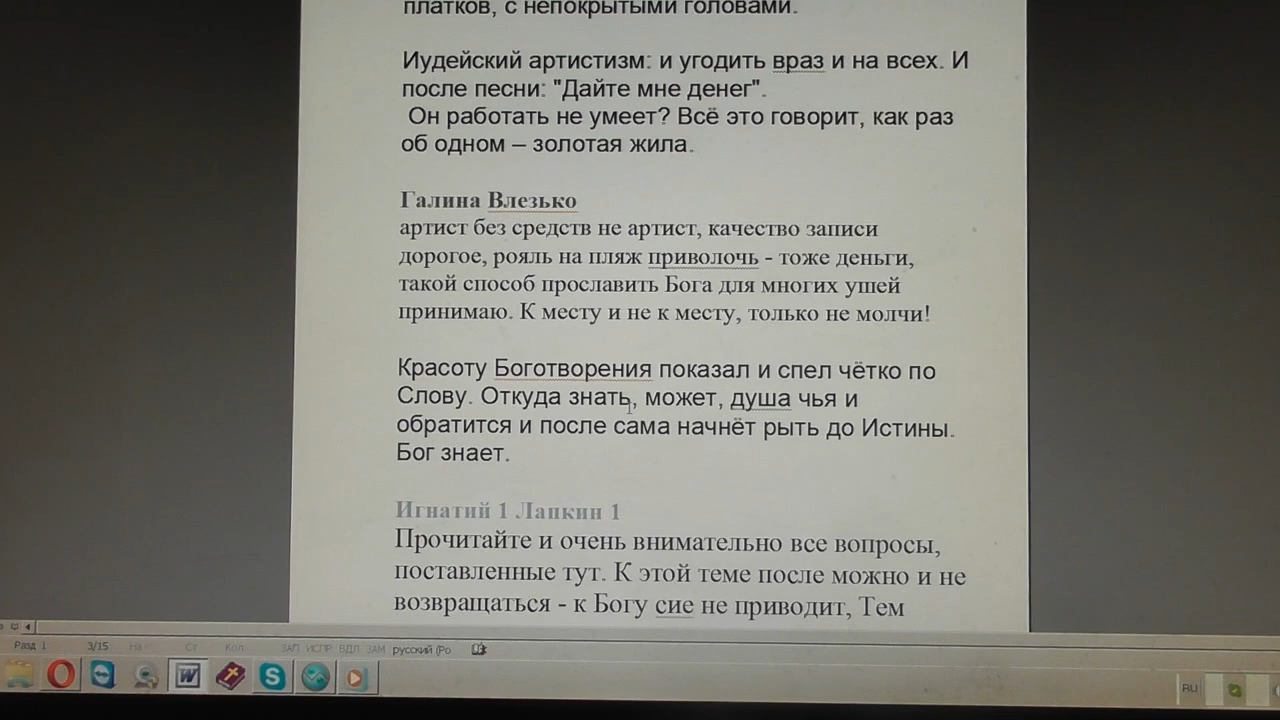 платков, с непокрытыми головами.
Иудейский артистизм: и угодить враз и на всех. И
после песни: "Дайте мне денег".
Он работать не умеет? Всё это говорит, как раз
об одном – золотая жила.
Галина Влезько
артист без средств не артист, качество записи
дорогое, рояль на пляж приволочь - тоже деньги,
такой способ прославить Бога для многих ушей
принимаю. К месту и не к месту, только не молчи!
Красоту Боготворения показал и спел чётко по
Слову. Откуда знать, может, душа чья и
обратится и после сама начнёт рыть до Истины.
Бог знает.
Игнатий 1 Лапкин 1
Прочитайте и очень внимательно все вопросы,
поставленные тут. К этой теме после можно и не
возвращаться - к Богу сие не приводит, Тем
Разд 1 3/15 На Ст Кол ЗАП ИСПР ВДЛ ЗАМ русский (Ро
RU